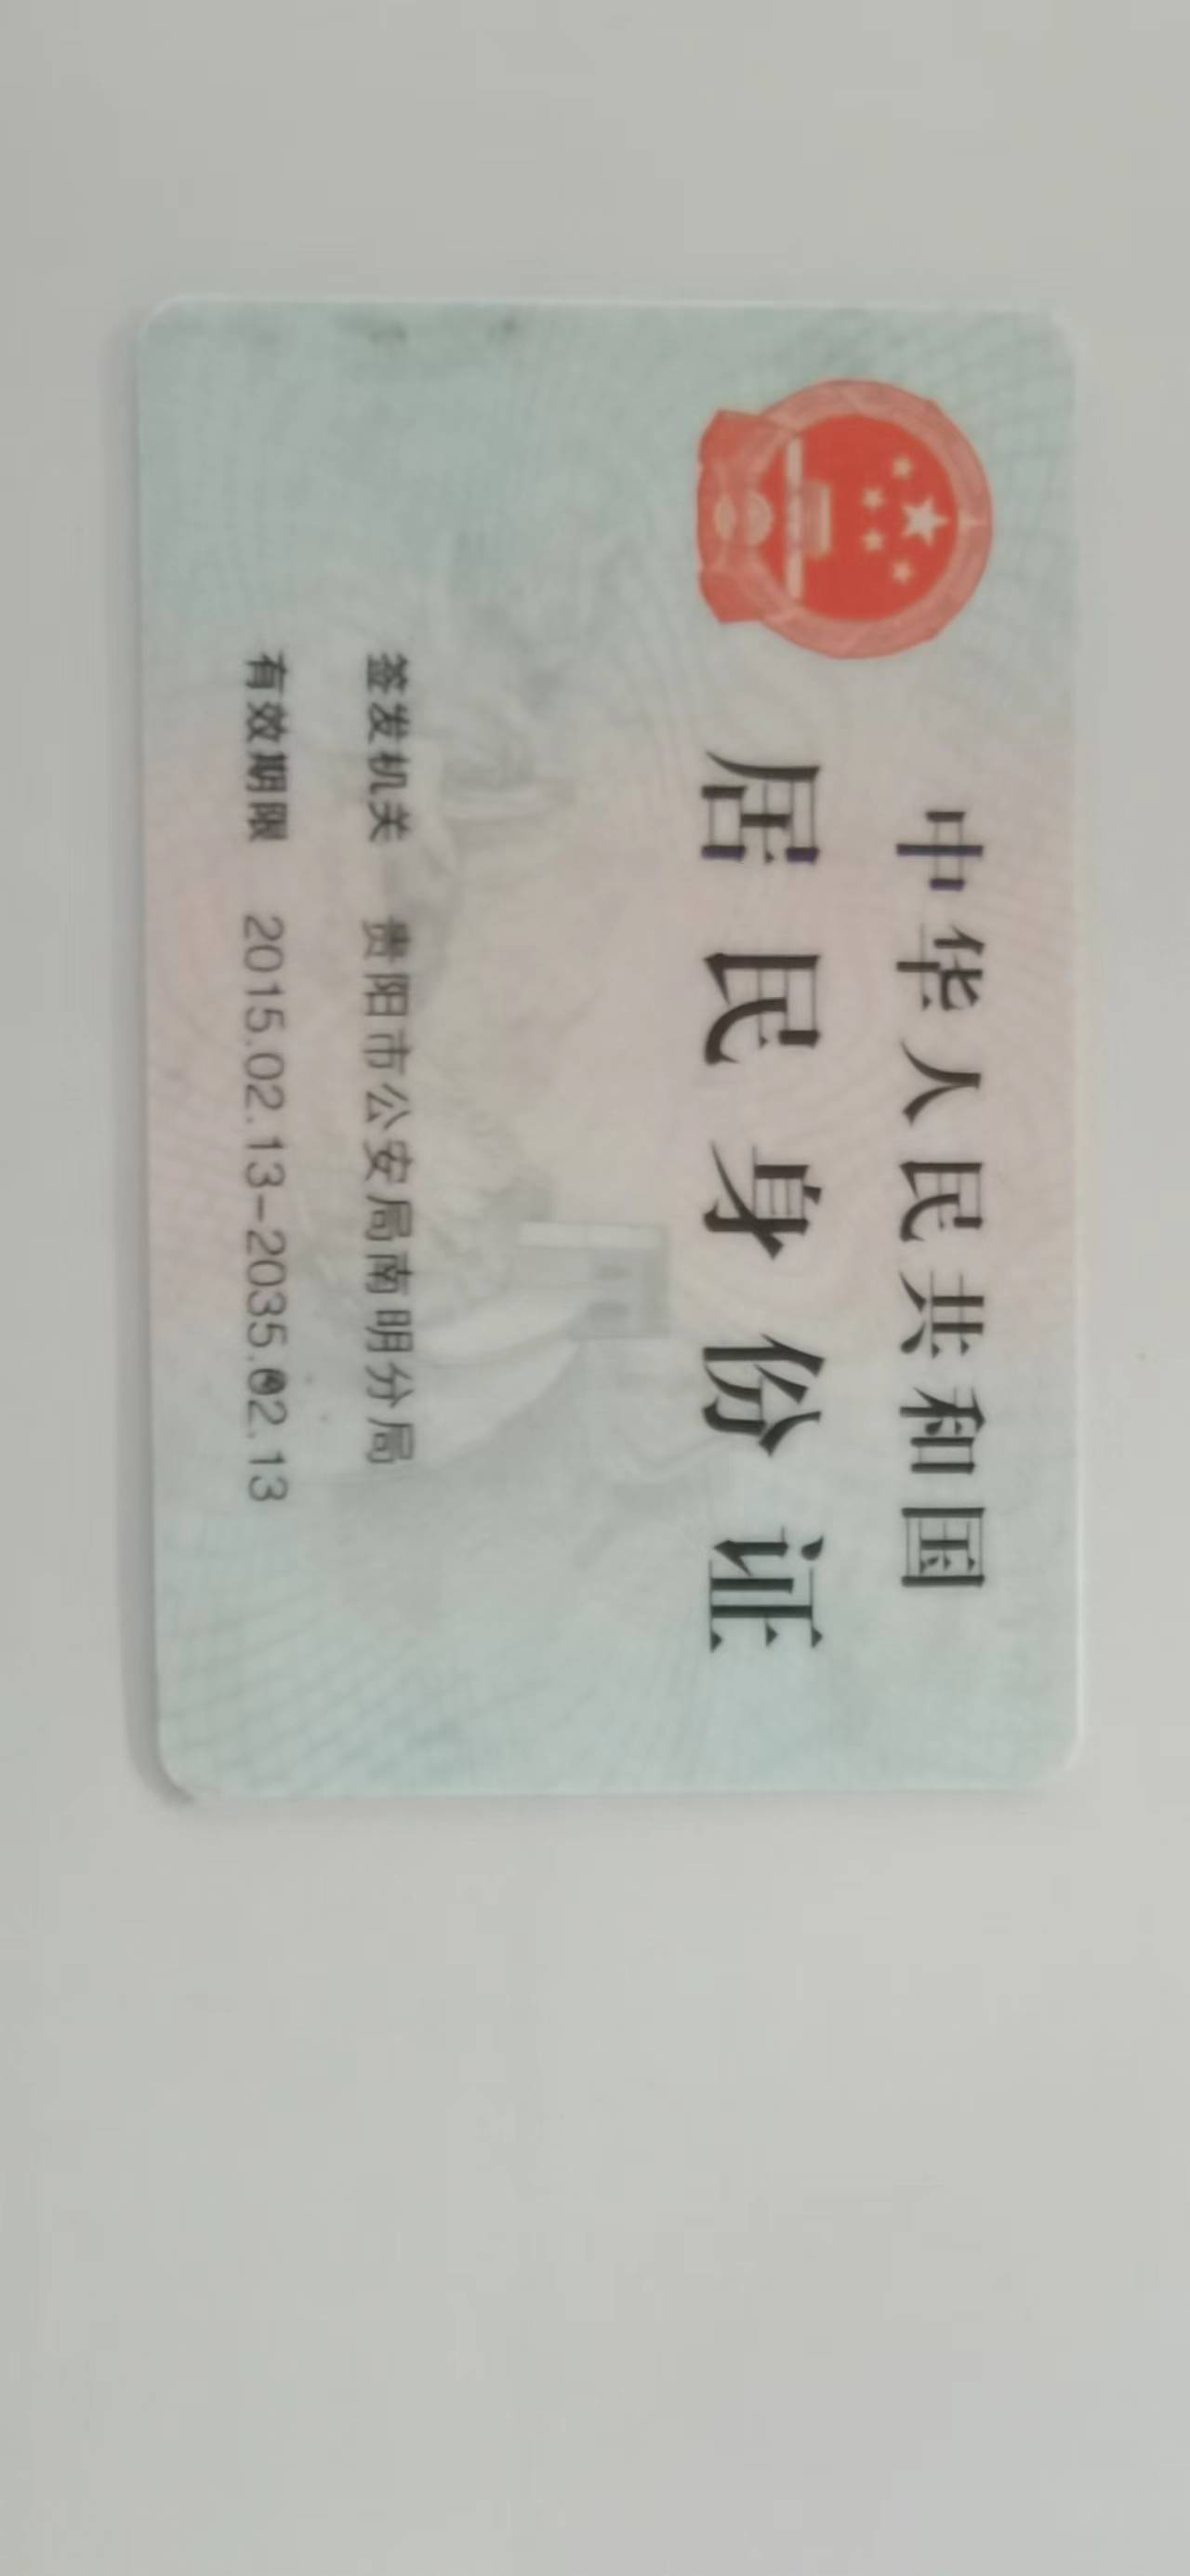 中华人民共和国
居民身份证
签发机关 贵阳市公安局南明分局
有效期限 2015.02.13-2035.02.13